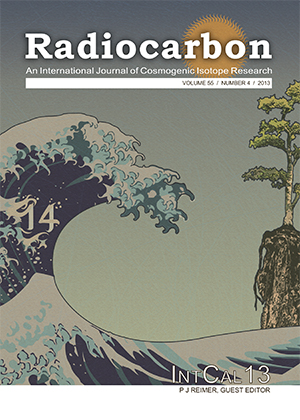 Radiocarbon
An International Journal of Cosmogenic Isotope Research
VOLUME 55 / NUMBER 4 / 2013
14
INTCAL13
P J REIMER, GUEST EDITOR